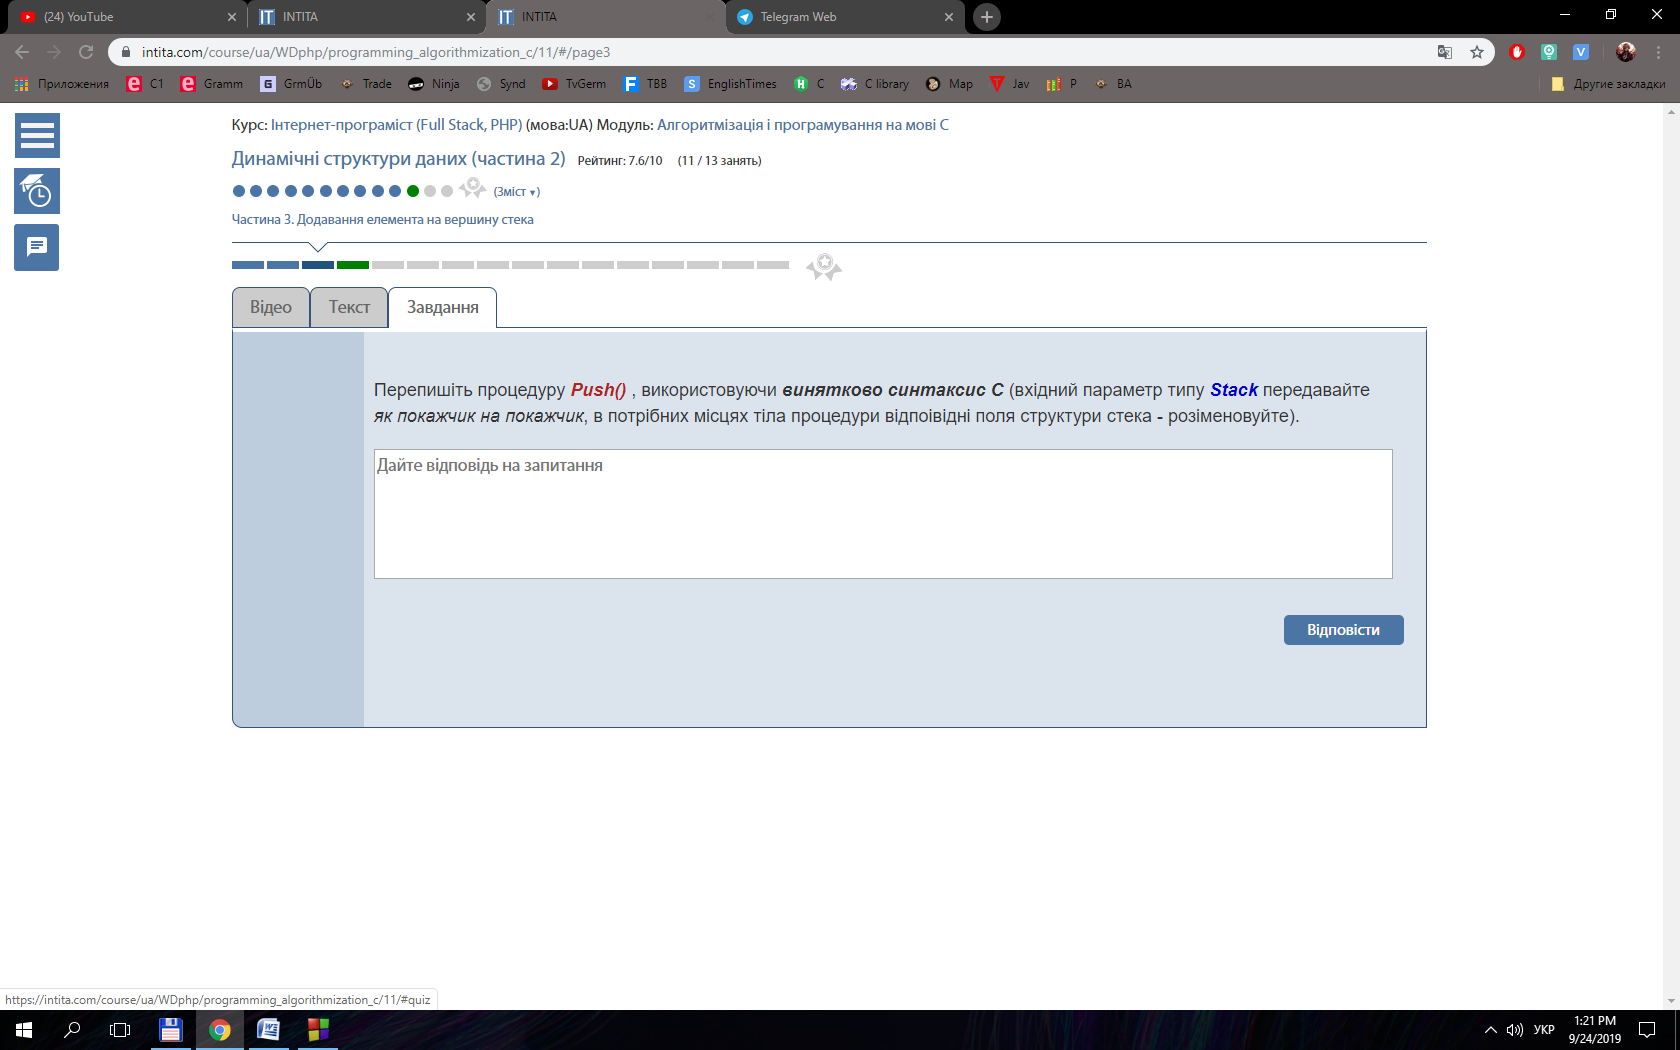 (24) YouTube
INTITA
INTITA
Telegram Web
intita.com/course/ua/WDphp/programming_algorithmization_c/11/#/page3
Приложения C1 Gramm GrmÜb Trade Ninja Synd TvGerm TBB EnglishTimes C C library Map Jav P BA Другие закладки
Курс: Інтернет-програміст (Full Stack, PHP) (мова:UA) Модуль: Алгоритмізація і програмування на мові С
Динамічні структури даних (частина 2) Рейтинг: 7.6/10 (11 / 13 занять)
(Зміст ▾)
Частина 3. Додавання елемента на вершину стека
Відео Текст Завдання
Перепишіть процедуру Push() , використовуючи винятково синтаксис С (вхідний параметр типу Stack передавайте
як покажчик на покажчик, в потрібних місцях тіла процедури відпоівідні поля структури стека - розіменовуйте).
Дайте відповідь на запитання
Відповісти
https://intita.com/course/ua/WDphp/programming_algorithmization_c/11/#quiz
УКР
1:21 PM
9/24/2019